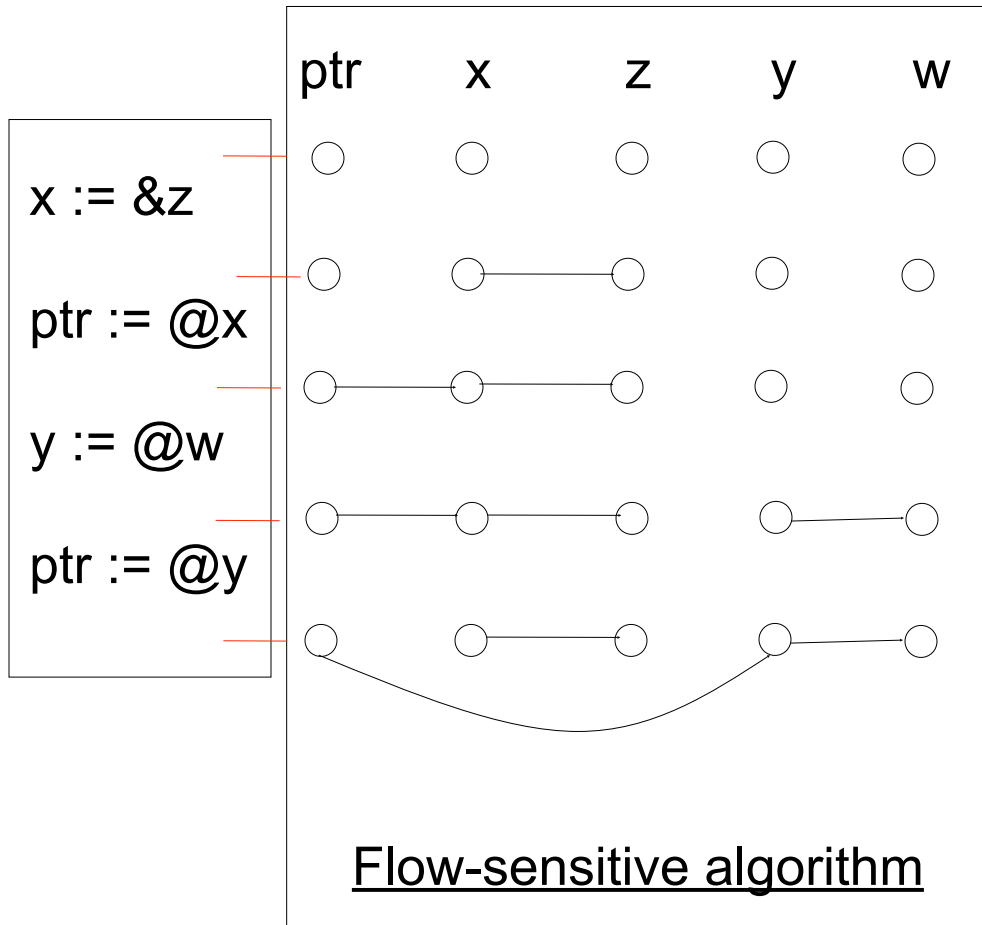 ptr x z y w
x := &z
ptr := @x
y := @w
ptr := @y
Flow-sensitive algorithm